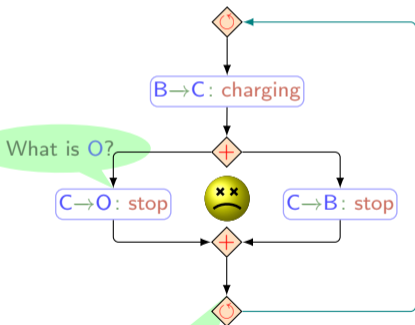 B→C: charging
+
What is O?
C→O: stop
C→B: stop
+